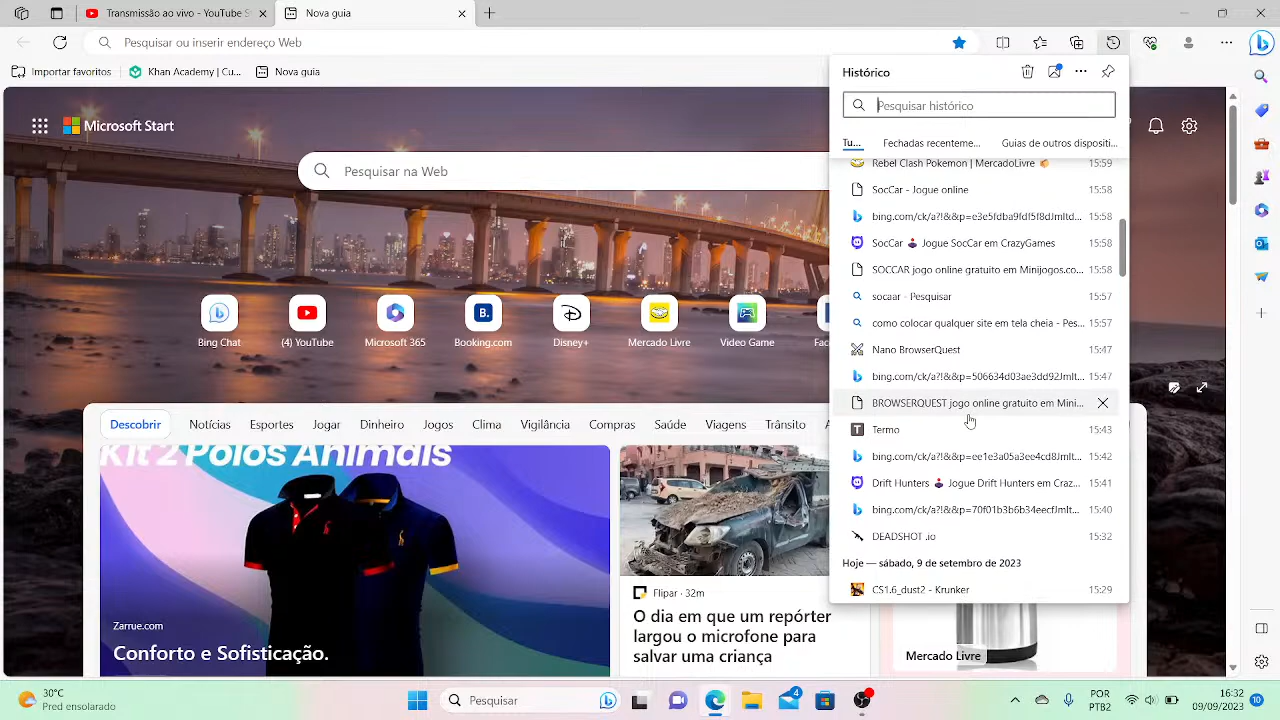 Transmissão ao vivo - YouTube S
Nova guia
Pesquisar ou inserir endereço Web
Importar favoritos
Khan Academy | Cu...
Nova guia
Histórico
Pesquisar histórico
Tu...
Fechadas recenteme...
Guias de outros dispositi...
Microsoft Start
Pesquisar na Web
Rebel Clash Pokemon | MercadoLivre 15:59
SocCar - Jogue online 15:58
bing.com/ck/a?!&&p=e3e5fdba9fdf5f8dJmltd... 15:58
SocCar Jogue SocCar em CrazyGames 15:58
SOCCAR jogo online gratuito em Minijogos.co... 15:58
socaar - Pesquisar 15:57
como colocar qualquer site em tela cheia - Pes... 15:57
Nano BrowserQuest 15:47
bing.com/ck/a?!&&p=506634d03ae3dd92JmIt... 15:47
BROWSERQUEST jogo online gratuito em Mini...
T Termo 15:43
bing.com/ck/a?!&&p=ee1e3a05a3ee4cd8JmIt... 15:42
Drift Hunters Jogue Drift Hunters em Craz... 15:41
bing.com/ck/a?!&&p=70f01b3b6b34eecfJmlt... 15:40
DEADSHOT .io 15:32
Hoje — sábado, 9 de setembro de 2023
CS1.6_dust2 - Krunker 15:29
Bing Chat
(4) YouTube
Microsoft 365
B.
Booking.com
Disney+
Mercado Livre
Video Game
Fac
Descobrir
Notícias
Esportes
Jogar
Dinheiro
Jogos
Clima
Vigilância
Compras
Saúde
Viagens
Trânsito
Kit 2 Polos Animais
Zarrue.com
Conforto e Sofisticação.
Flipar · 32m
O dia em que um repórter
largou o microfone para
salvar uma criança
Mercado Livre
30°C
Pred ensolarado
Pesquisar
4
POR
PTB2
16:32
09/09/2023
10